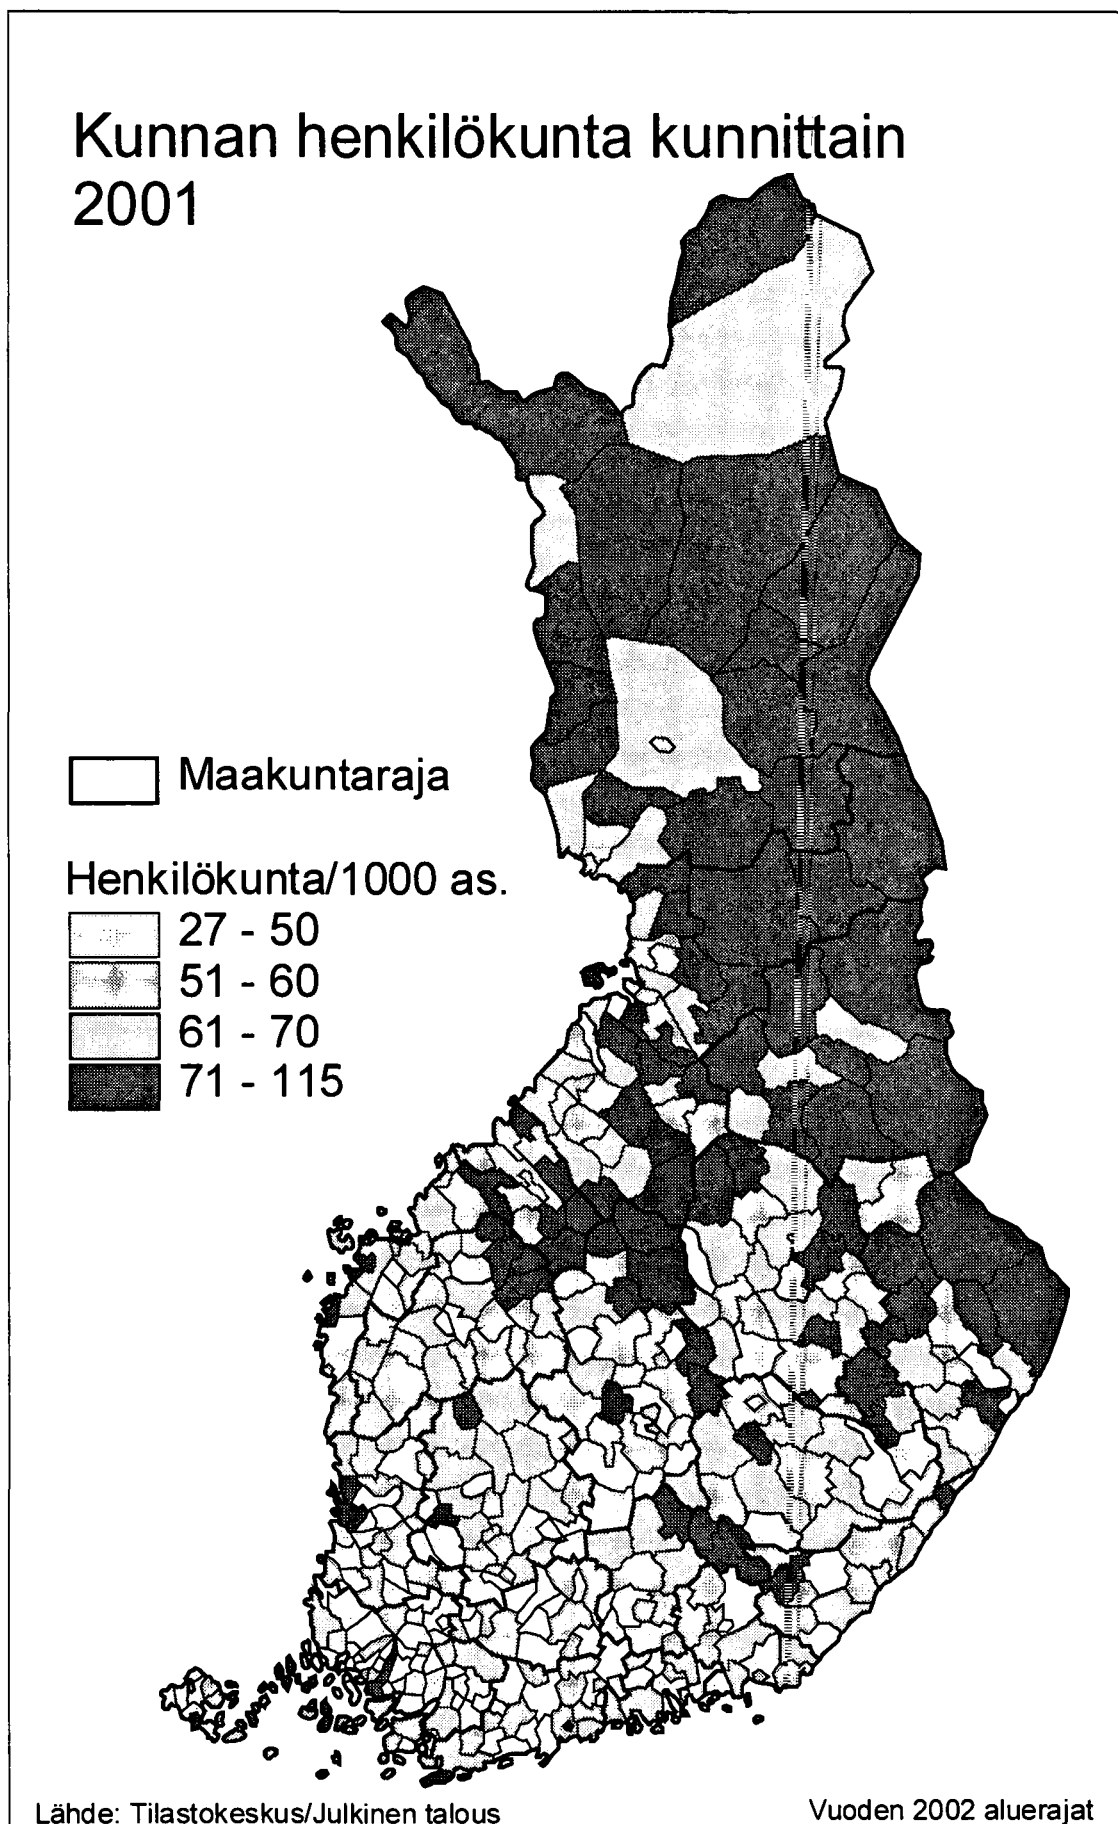 Kunnan henkilökunta kunnittain
2001
Maakuntaraja
Henkilökunta/1000 as.
27 - 50
51 - 60
61 - 70
71 - 115
Lähde: Tilastokeskus/Julkinen talous
Vuoden 2002 aluerajat